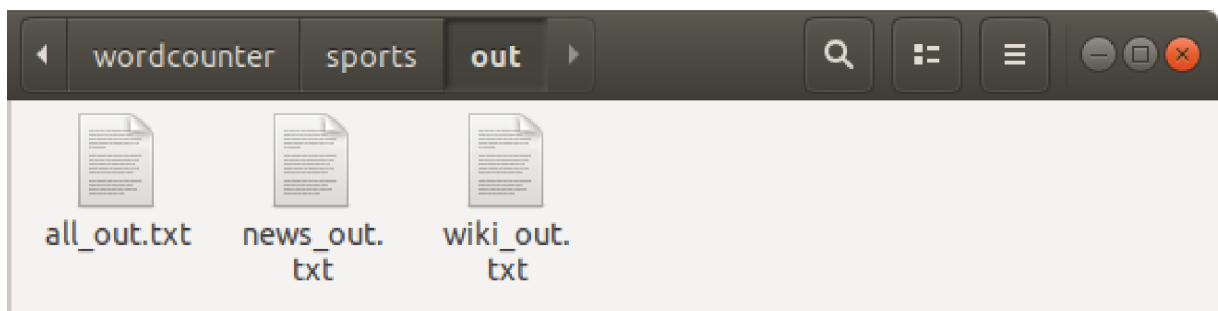 wordcounter sports out
all_out.txt news_out. wiki_out.
txt txt